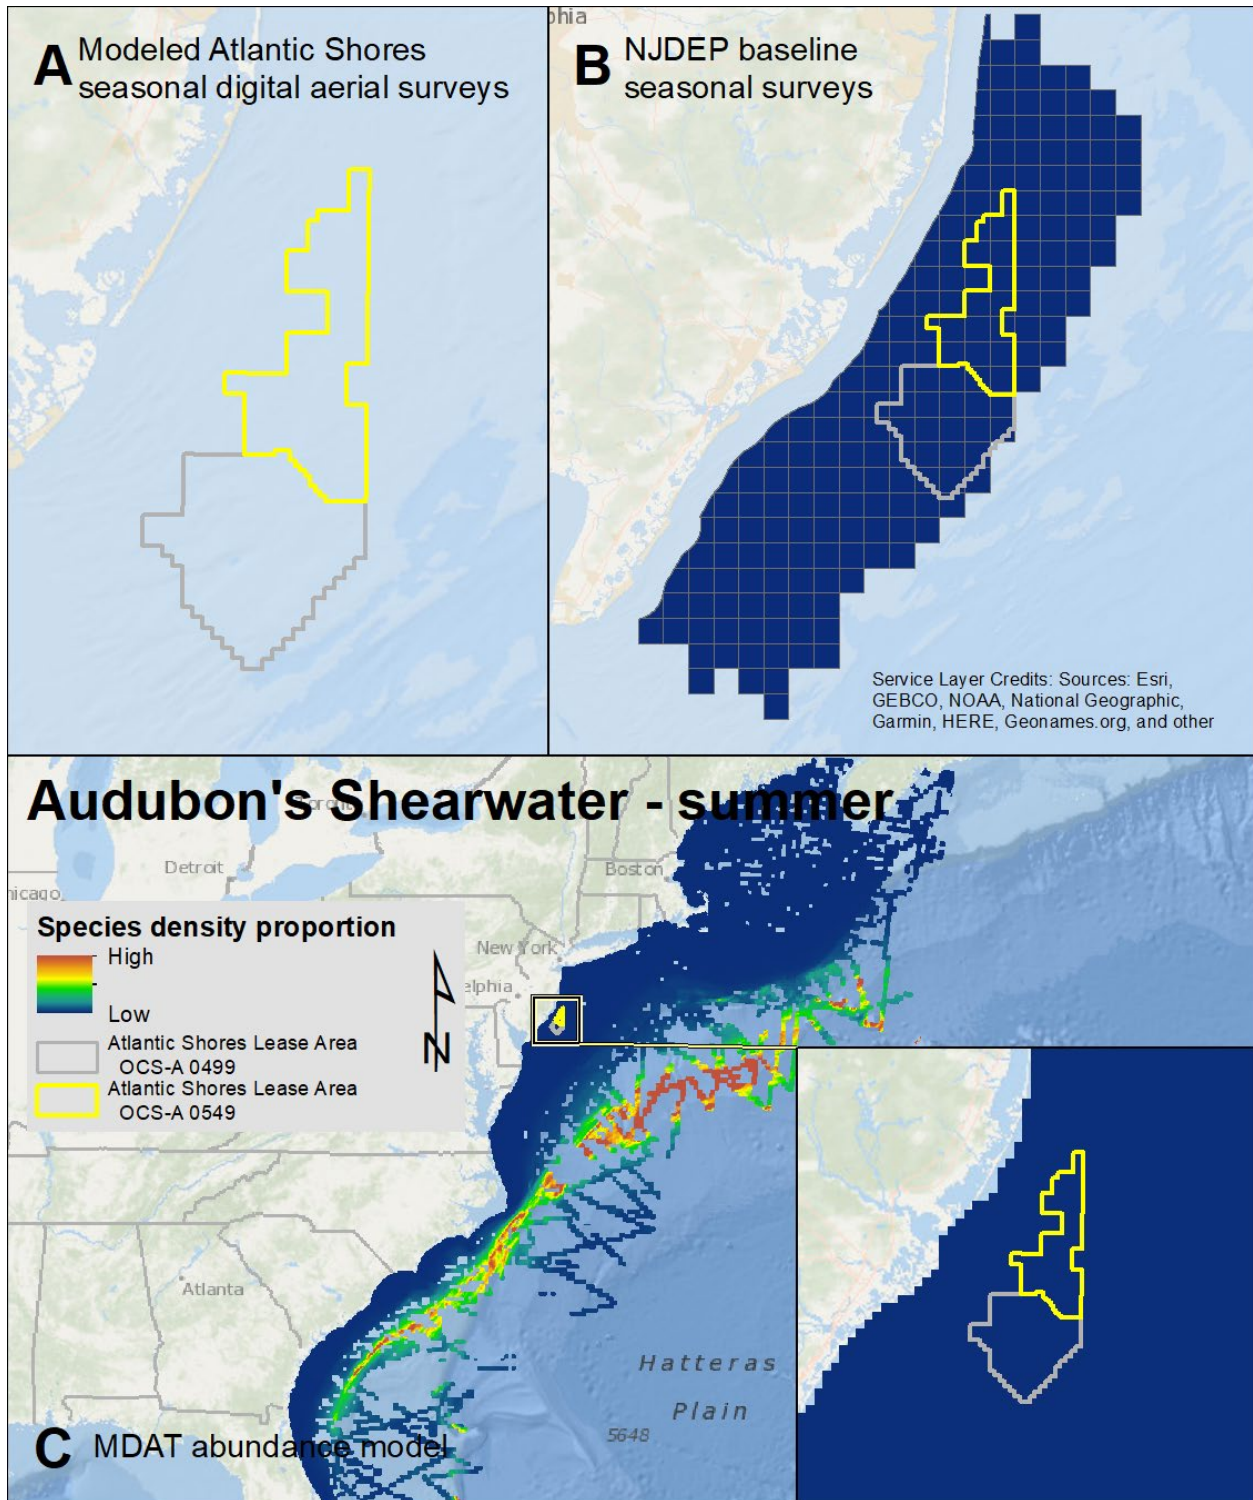 A Modeled Atlantic Shores
seasonal digital aerial surveys
phia
B NJDEP baseline
seasonal surveys
Service Layer Credits: Sources: Esri,
GEBCO, NOAA, National Geographic,
Garmin, HERE, Geonames.org, and other
Audubon's Shearwater - summer
Detroit
Boston
hicago
Species density proportion
High
Low
Atlantic Shores Lease Area
OCS-A 0499
Atlantic Shores Lease Area
OCS-A 0549
N
New York
elphia
Atlanta
Hatteras
Plain
5648
C MDAT abundance model